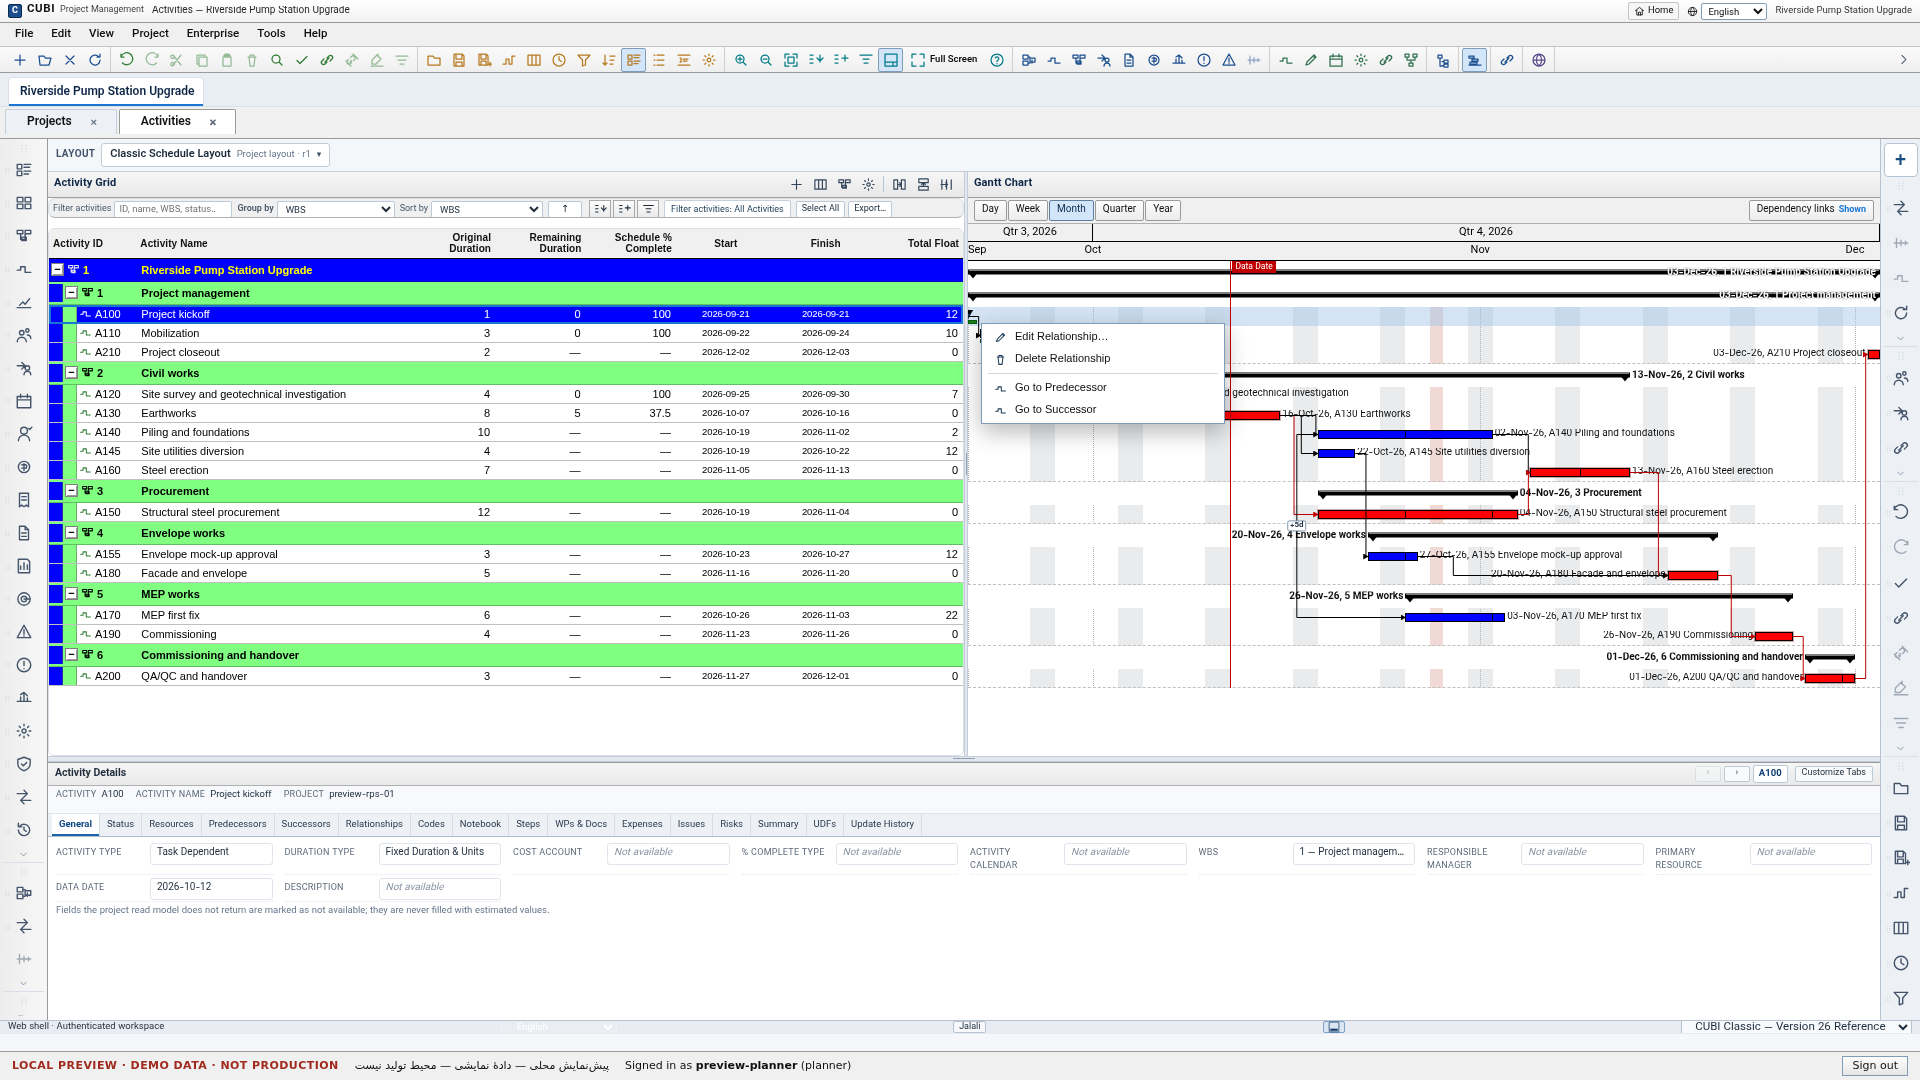 CUBI Project Management Activities — Riverside Pump Station Upgrade
Home English Riverside Pump Station Upgrade
File Edit View Project Enterprise Tools Help
Full Screen
Riverside Pump Station Upgrade
Projects × Activities ×
LAYOUT Classic Schedule Layout Project layout · r1 ▾
Activity Grid
Filter activities ID, name, WBS, status.. Group by WBS Sort by WBS ↑ Filter activities: All Activities Select All Export...
Activity ID Activity Name Original Duration Remaining Duration Schedule % Complete Start Finish Total Float
1 Riverside Pump Station Upgrade
1 Project management
A100 Project kickoff 1 0 100 2026-09-21 2026-09-21 12
A110 Mobilization 3 0 100 2026-09-22 2026-09-24 10
A210 Project closeout 2 — — 2026-12-02 2026-12-03 0
2 Civil works
A120 Site survey and geotechnical investigation 4 0 100 2026-09-25 2026-09-30 7
A130 Earthworks 8 5 37.5 2026-10-07 2026-10-16 0
A140 Piling and foundations 10 — — 2026-10-19 2026-11-02 2
A145 Site utilities diversion 4 — — 2026-10-19 2026-10-22 12
A160 Steel erection 7 — — 2026-11-05 2026-11-13 0
3 Procurement
A150 Structural steel procurement 12 — — 2026-10-19 2026-11-04 0
4 Envelope works
A155 Envelope mock-up approval 3 — — 2026-10-23 2026-10-27 12
A180 Facade and envelope 5 — — 2026-11-16 2026-11-20 0
5 MEP works
A170 MEP first fix 6 — — 2026-10-26 2026-11-03 22
A190 Commissioning 4 — — 2026-11-23 2026-11-26 0
6 Commissioning and handover
A200 QA/QC and handover 3 — — 2026-11-27 2026-12-01 0
Gantt Chart
Day Week Month Quarter Year Dependency links Shown
Qtr 3, 2026 Qtr 4, 2026
Sep Oct Nov Dec
Data Date
03-Dec-26, 1 Riverside Pump Station Upgrade
03-Dec-26, 1 Project management
Edit Relationship…
Delete Relationship
Go to Predecessor
Go to Successor
03-Dec-26, A210 Project closeout
13-Nov-26, 2 Civil works
d geotechnical investigation
16-Oct-26, A130 Earthworks
02-Nov-26, A140 Piling and foundations
22-Oct-26, A145 Site utilities diversion
13-Nov-26, A160 Steel erection
04-Nov-26, 3 Procurement
04-Nov-26, A150 Structural steel procurement
+5d
20-Nov-26, 4 Envelope works
27-Oct-26, A155 Envelope mock-up approval
20-Nov-26, A180 Facade and envelope
26-Nov-26, 5 MEP works
03-Nov-26, A170 MEP first fix
26-Nov-26, A190 Commissioning
01-Dec-26, 6 Commissioning and handover
01-Dec-26, A200 QA/QC and handover
Activity Details ‹ › A100 Customize Tabs
ACTIVITY A100 ACTIVITY NAME Project kickoff PROJECT preview-rps-01
General Status Resources Predecessors Successors Relationships Codes Notebook Steps WPs & Docs Expenses Issues Risks Summary UDFs Update History
ACTIVITY TYPE Task Dependent DURATION TYPE Fixed Duration & Units COST ACCOUNT Not available % COMPLETE TYPE Not available ACTIVITY CALENDAR Not available WBS 1 — Project managem... RESPONSIBLE MANAGER Not available PRIMARY RESOURCE Not available
DATA DATE 2026-10-12 DESCRIPTION Not available
Fields the project read model does not return are marked as not available; they are never filled with estimated values.
Web shell · Authenticated workspace English Jalali CUBI Classic — Version 26 Reference
LOCAL PREVIEW · DEMO DATA · NOT PRODUCTION پیش‌نمایش محلی — دادهٔ نمایشی — محیط تولید نیست Signed in as preview-planner (planner) Sign out